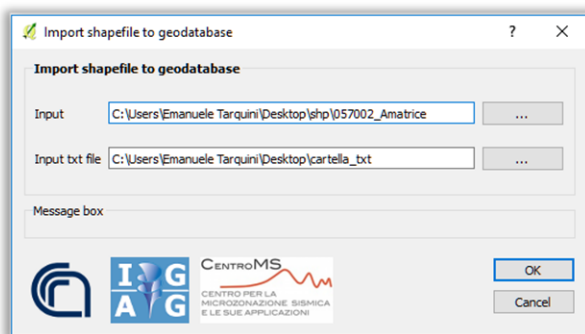 Import shapefile to geodatabase
?
Import shapefile to geodatabase
Input C:\Users\Emanuele Tarquini\Desktop\shp\057002_Amatrice ...
Input txt file C:\Users\Emanuele Tarquini\Desktop\cartella_txt ...
Message box
I G
A G
CENTROMS
CENTRO PER LA
MICROZONAZIONE SISMICA
E LE SUE APPLICAZIONI
OK
Cancel